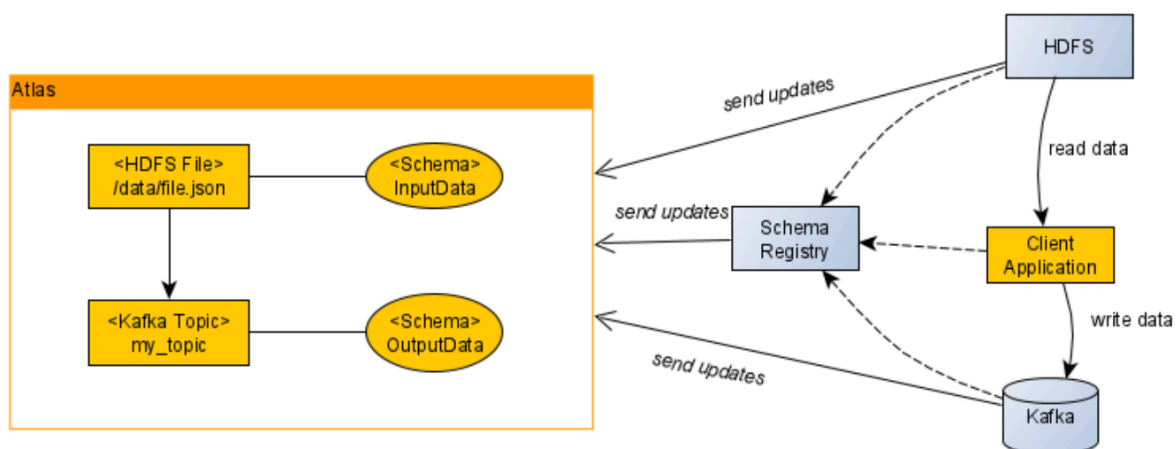 HDFS
Atlas
send updates
<HDFS File>
/data/file.json
<Schema>
InputData
read data
send updates
Schema
Registry
Client
Application
<Kafka Topic>
my_topic
<Schema>
OutputData
write data
send updates
Kafka